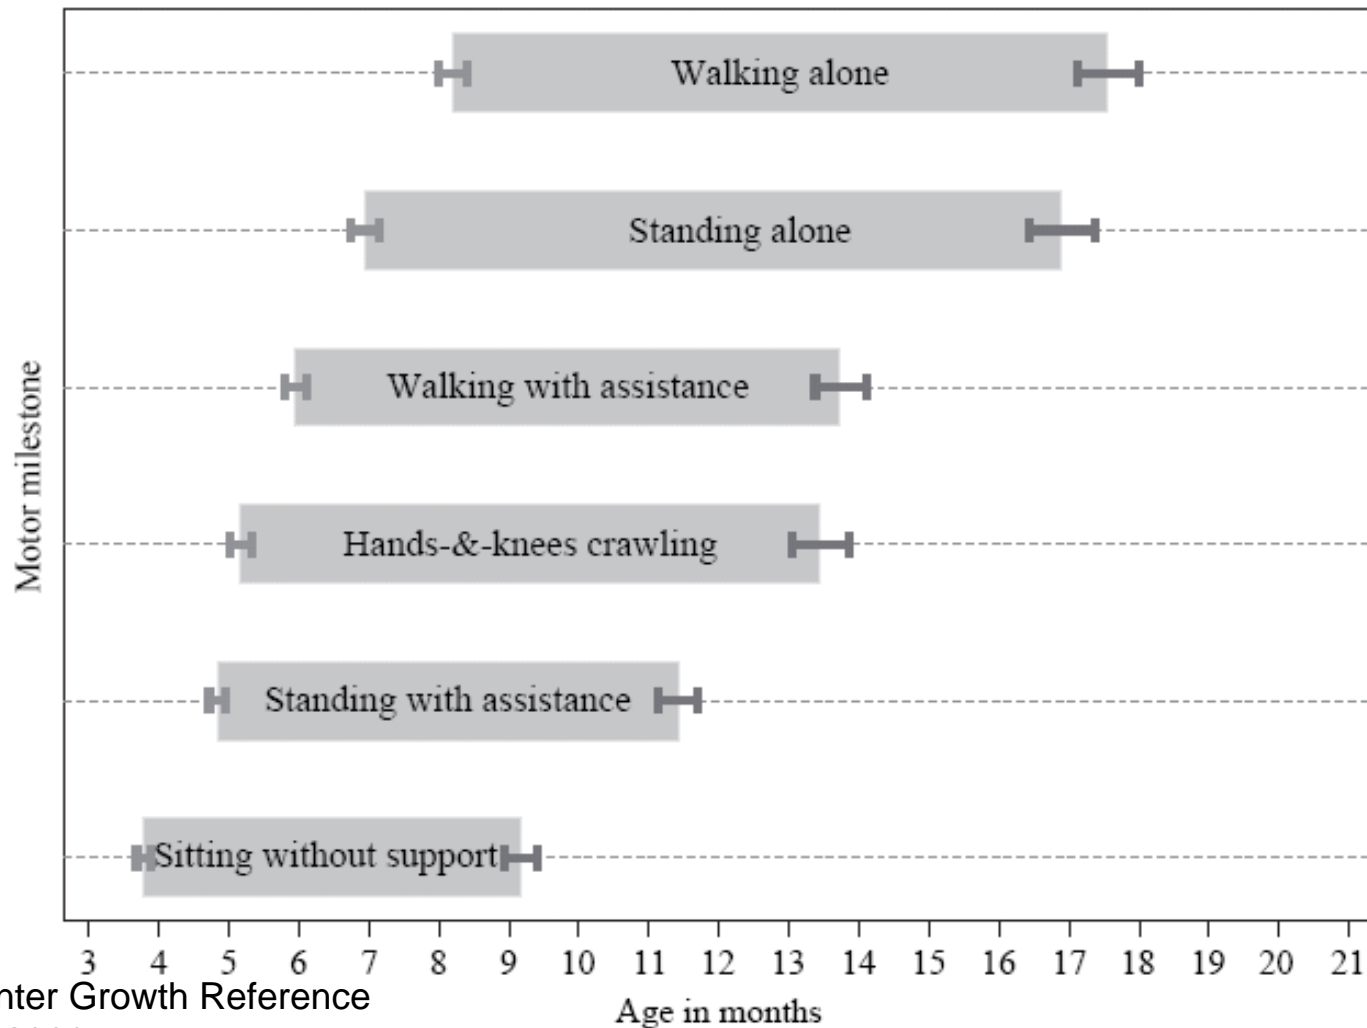 Walking alone
Standing alone
Walking with assistance
Motor milestone
Hands-&-knees crawling
Standing with assistance
Sitting without support
3 4 5 6 7 8 9 10 11 12 13 14 15 16 17 18 19 20 21
Growth Reference
Age in months